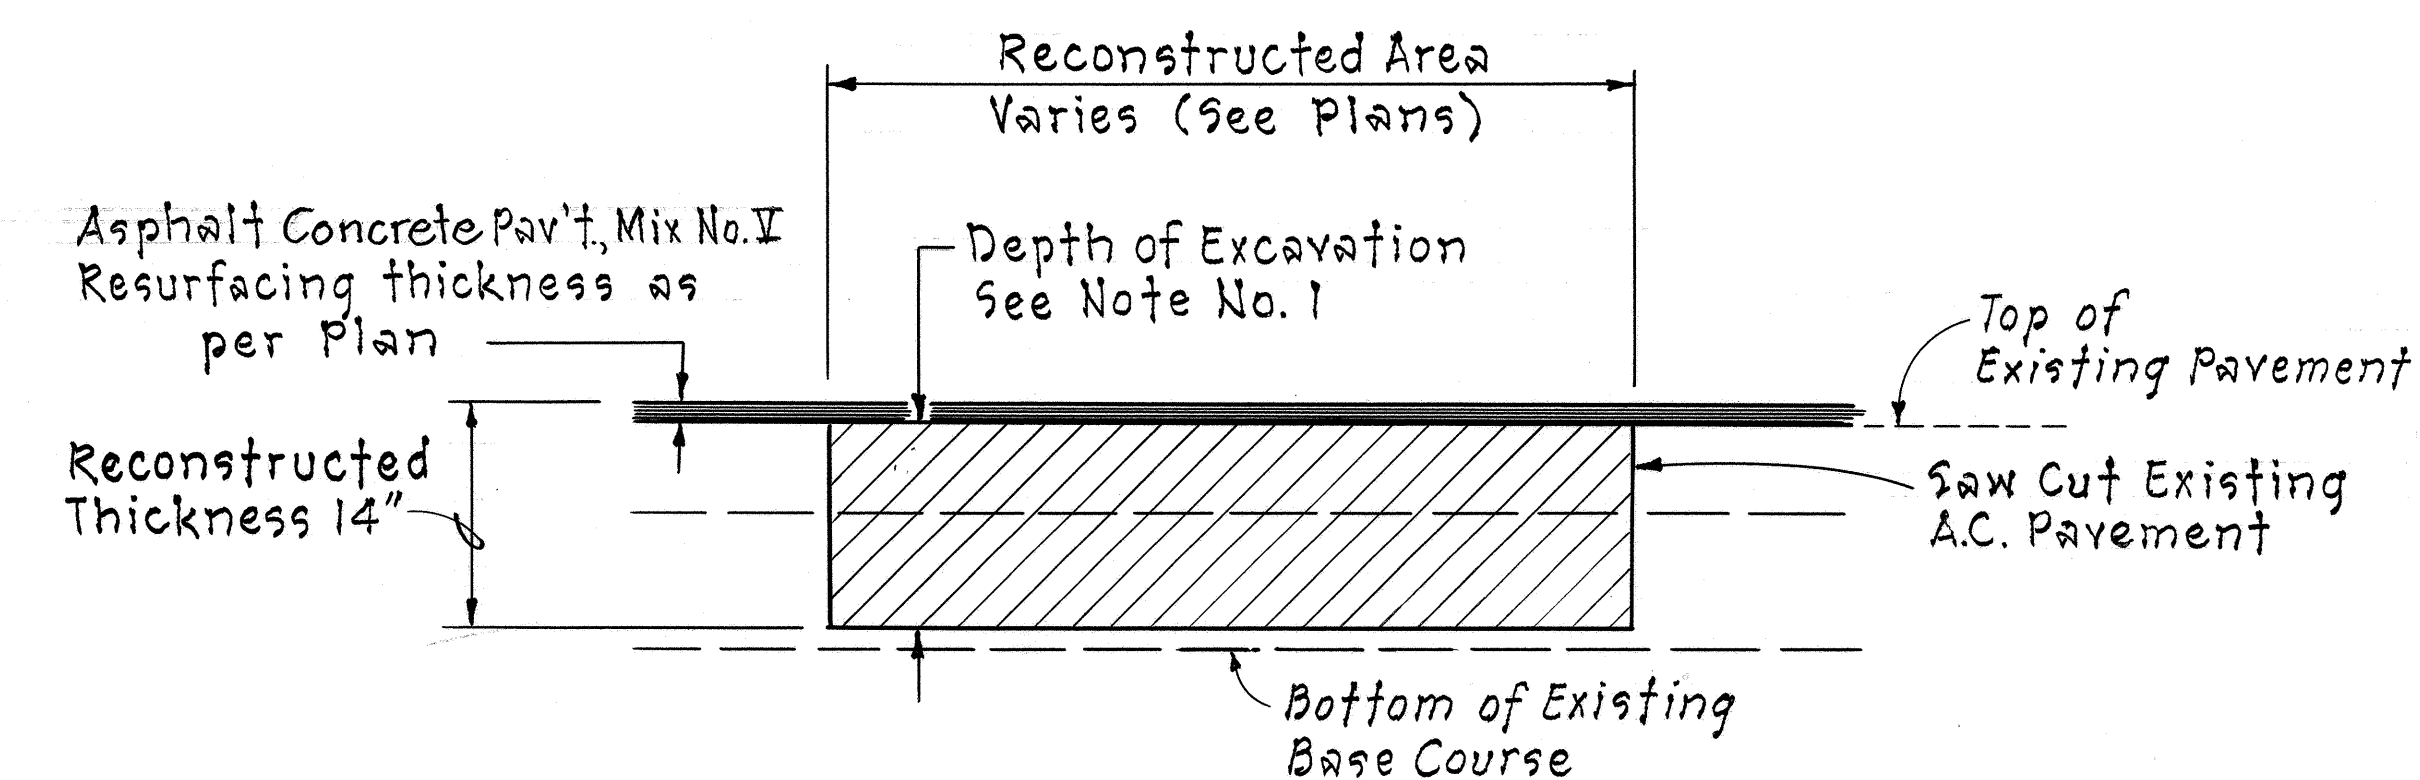 Reconstructed Area
Varies (See Plans)
Asphalt Concrete Pav't., Mix No. V
Resurfacing thickness as
per Plan
Depth of Excavation
See Note No. 1
Top of
Existing Pavement
Reconstructed
Thickness 14"
Saw Cut Existing
A.C. Pavement
Bottom of Existing
Base Course